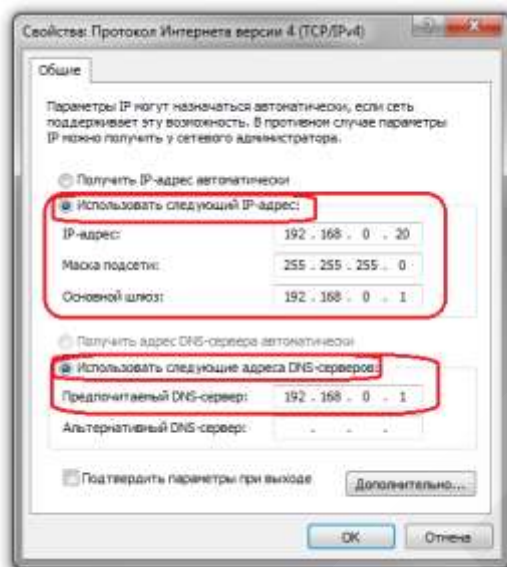 Свойства: Протокол Интернета версии 4 (TCP/IPv4)
Общие
Параметры IP могут назначаться автоматически, если сеть
поддерживает эту возможность. В противном случае параметры
IP можно получить у сетевого администратора.
Получить IP-адрес автоматически
Использовать следующий IP-адрес:
IP-адрес: 192 . 168 . 0 . 20
Маска подсети: 255 . 255 . 255 . 0
Основной шлюз: 192 . 168 . 0 . 1
Получить адрес DNS-сервера автоматически
Использовать следующие адреса DNS-серверов:
Предпочитаемый DNS-сервер: 192 . 168 . 0 . 1
Альтернативный DNS-сервер: . . .
Подтвердить параметры при выходе
Дополнительно...
OK Отмена